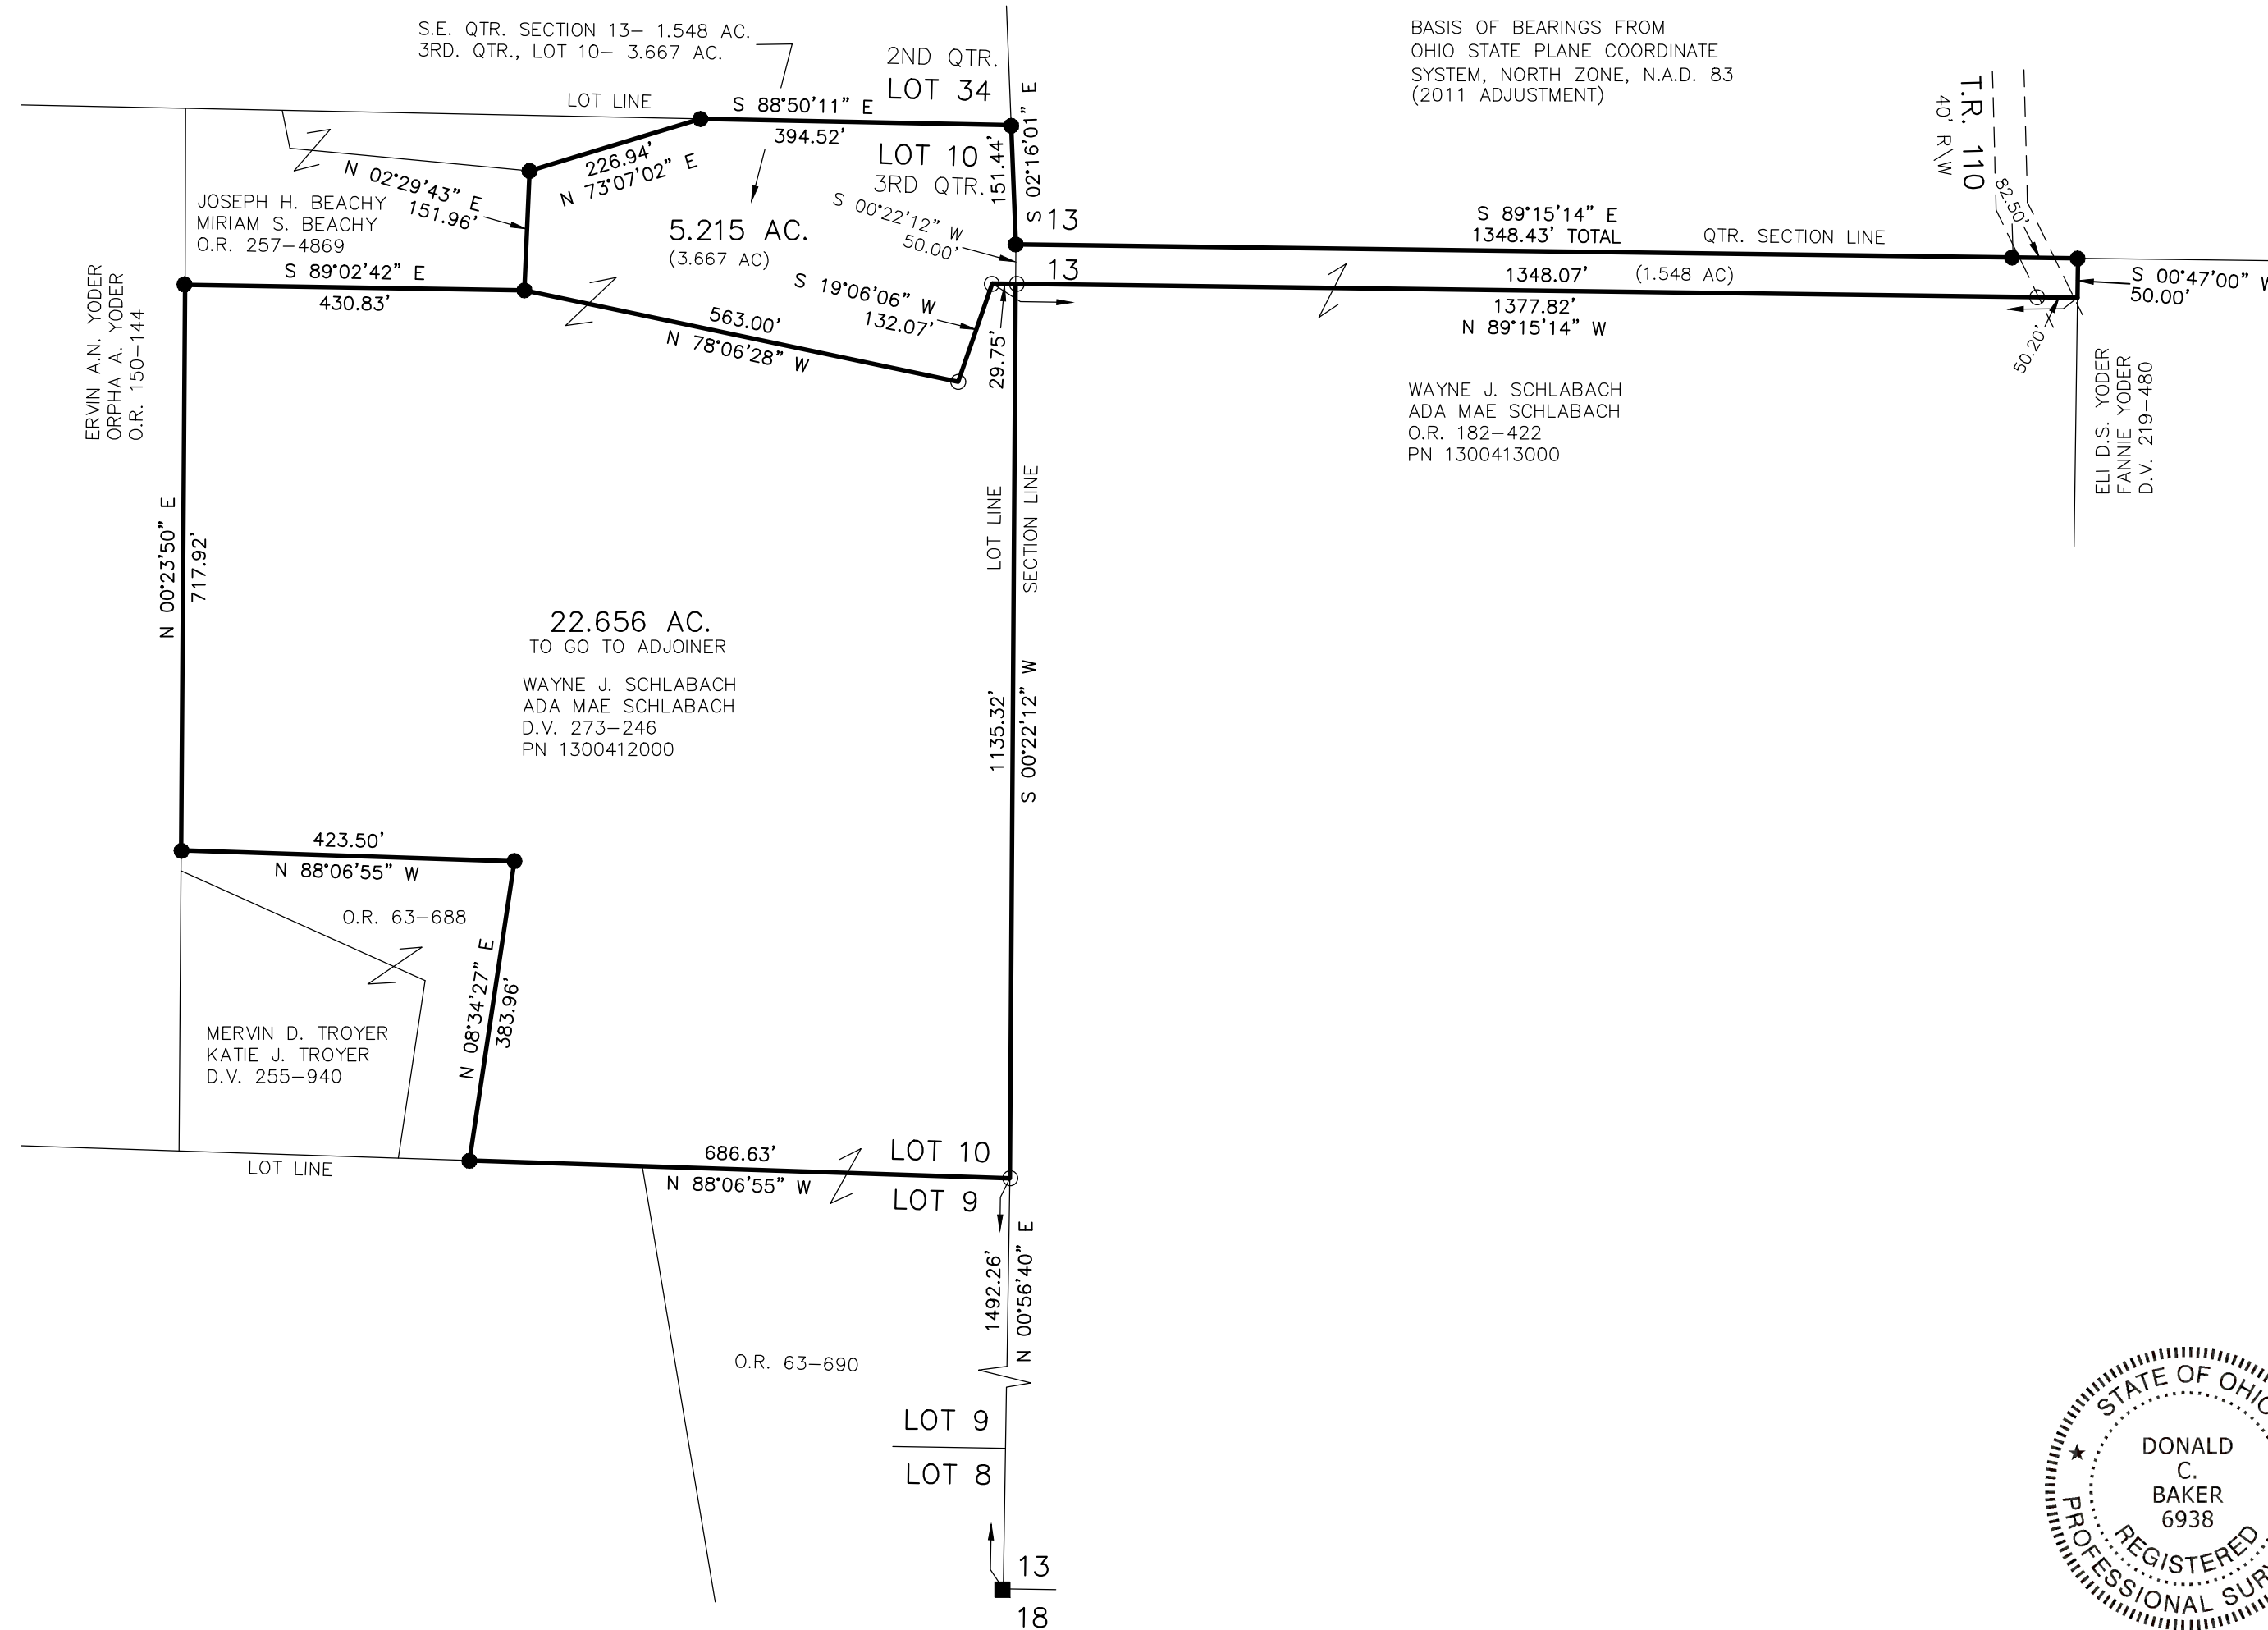 S.E. QTR. SECTION 13– 1.548 AC.
3RD. QTR., LOT 10– 3.667 AC.
2ND QTR.
LOT 34
BASIS OF BEARINGS FROM
OHIO STATE PLANE COORDINATE
SYSTEM, NORTH ZONE, N.A.D. 83
(2011 ADJUSTMENT)
T.R. 110
40' R\W
LOT LINE
S 88°50'11" E
394.52'
LOT 10
3RD QTR.
151.44'
S 02°16'01" E
226.94'
N 73°07'02" E
N 02°29'43" E
151.96'
JOSEPH H. BEACHY
MIRIAM S. BEACHY
O.R. 257–4869
5.215 AC.
(3.667 AC)
S 00°22'12" W
50.00'
13
13
S 89°15'14" E
1348.43' TOTAL
QTR. SECTION LINE
82.50'
1348.07'
(1.548 AC)
1377.82'
N 89°15'14" W
S 00°47'00" W
50.00'
50.20'
S 89°02'42" E
430.83'
S 19°06'06" W
132.07'
563.00'
N 78°06'28" W
29.75'
ERVIN A.N. YODER
ORPHA A. YODER
O.R. 150–144
WAYNE J. SCHLABACH
ADA MAE SCHLABACH
O.R. 182–422
PN 1300413000
ELI D.S. YODER
FANNIE YODER
D.V. 219–480
N 00°23'50" E
717.92'
LOT LINE
SECTION LINE
22.656 AC.
TO GO TO ADJOINER
WAYNE J. SCHLABACH
ADA MAE SCHLABACH
D.V. 273–246
PN 1300412000
1135.32'
S 00°22'12" W
423.50'
N 88°06'55" W
O.R. 63–688
N 08°34'27" E
383.96'
MERVIN D. TROYER
KATIE J. TROYER
D.V. 255–940
LOT LINE
686.63'
N 88°06'55" W
LOT 10
LOT 9
1492.26'
N 00°56'40" E
O.R. 63–690
LOT 9
LOT 8
13
18
STATE OF OHIO
DONALD
C.
BAKER
6938
REGISTERED
PROFESSIONAL